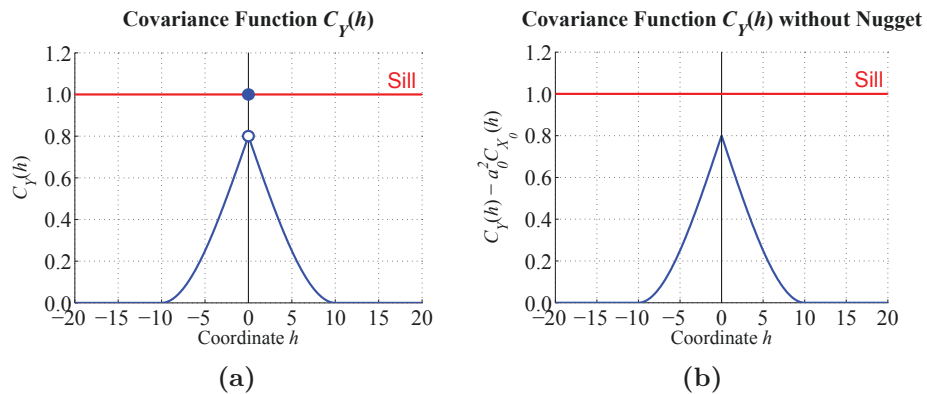 Covariance Function C_Y(h)
1.2
1.0
0.8
0.6
0.4
0.2
0.0
C_Y(h)
Sill
−20 −15 −10 −5 0 5 10 15 20
Coordinate h
(a)
Covariance Function C_Y(h) without Nugget
1.2
1.0
0.8
0.6
0.4
0.2
0.0
C_Y(h) − a_0^2 C_{X_0}(h)
Sill
−20 −15 −10 −5 0 5 10 15 20
Coordinate h
(b)